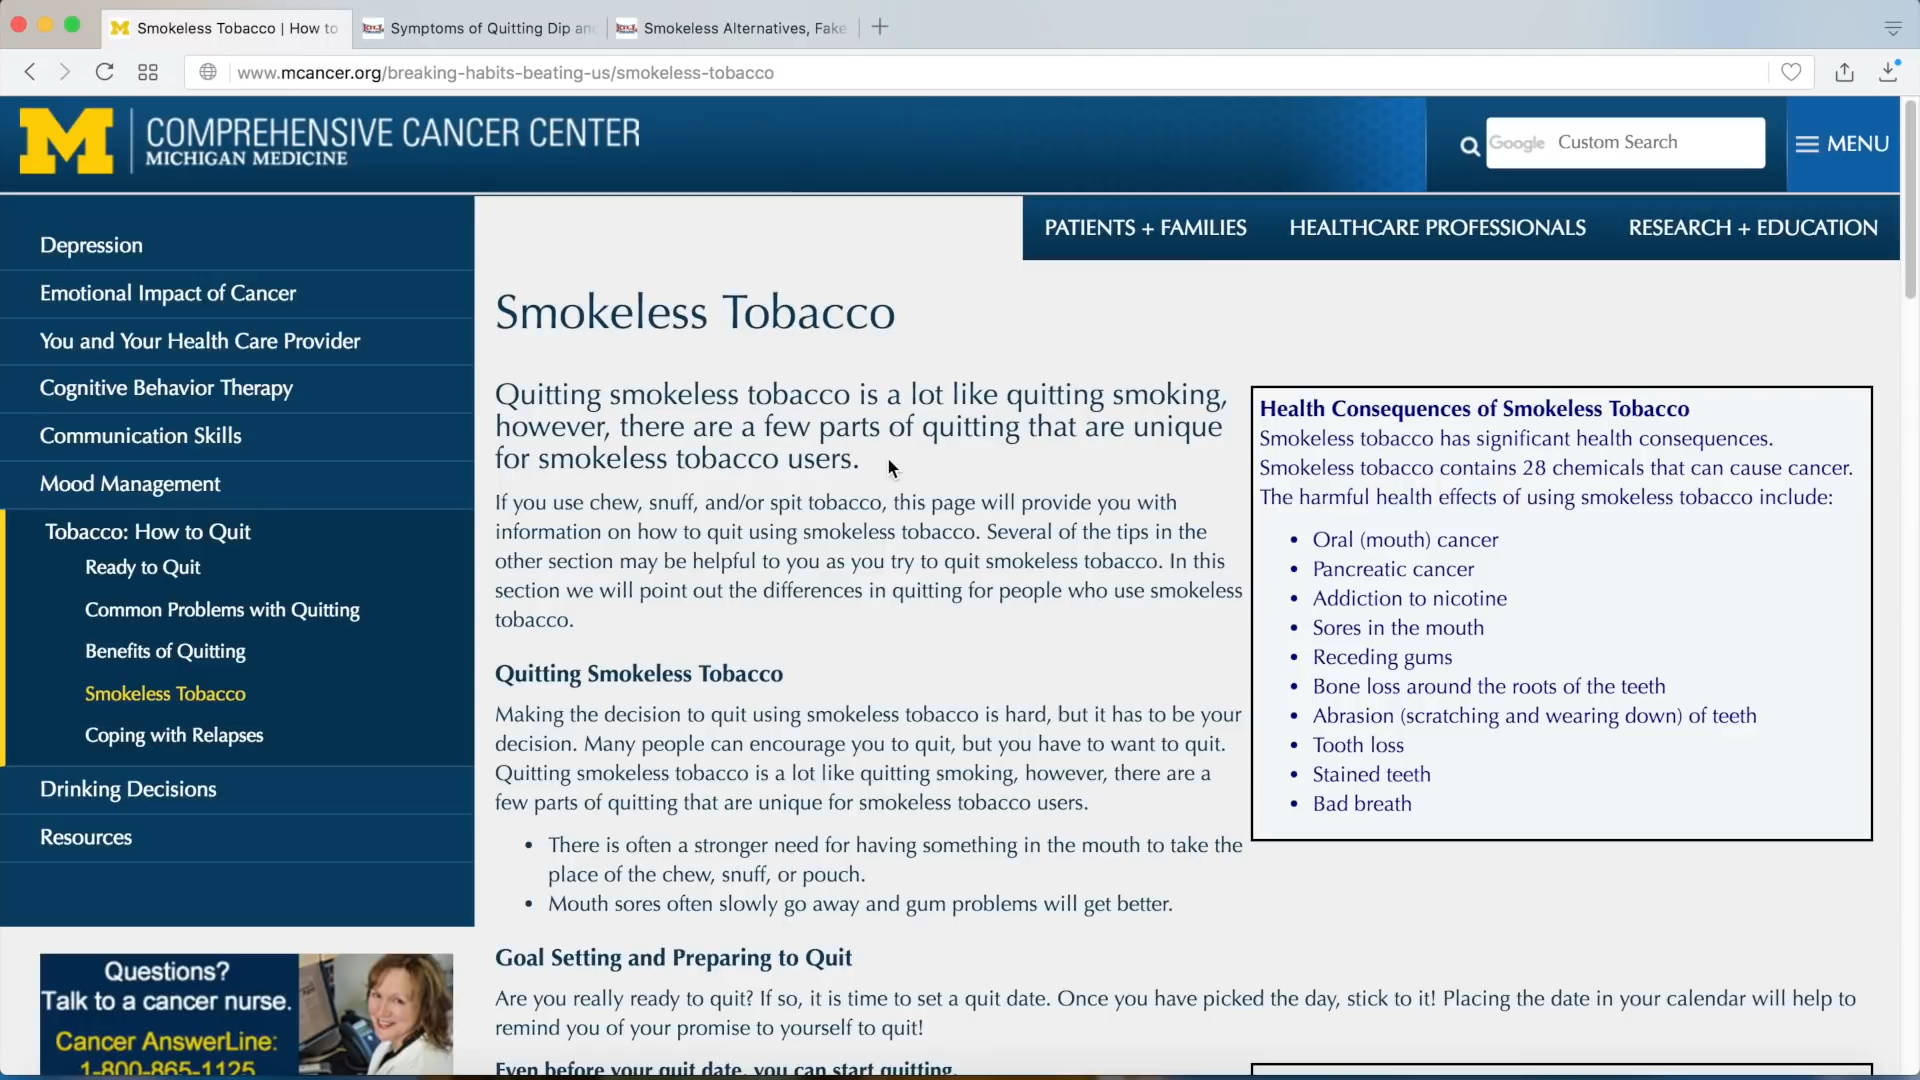 Smokeless Tobacco | How to
Symptoms of Quitting Dip an
Smokeless Alternatives, Fake
www.mcancer.org/breaking-habits-beating-us/smokeless-tobacco
M
COMPREHENSIVE CANCER CENTER
MICHIGAN MEDICINE
Google Custom Search
MENU
PATIENTS + FAMILIES
HEALTHCARE PROFESSIONALS
RESEARCH + EDUCATION
Depression
Emotional Impact of Cancer
You and Your Health Care Provider
Cognitive Behavior Therapy
Communication Skills
Mood Management
Tobacco: How to Quit
Ready to Quit
Common Problems with Quitting
Benefits of Quitting
Smokeless Tobacco
Coping with Relapses
Drinking Decisions
Resources
Questions?
Talk to a cancer nurse.
Cancer AnswerLine:
1-800-865-1125
Smokeless Tobacco
Quitting smokeless tobacco is a lot like quitting smoking,
however, there are a few parts of quitting that are unique
for smokeless tobacco users.
If you use chew, snuff, and/or spit tobacco, this page will provide you with
information on how to quit using smokeless tobacco. Several of the tips in the
other section may be helpful to you as you try to quit smokeless tobacco. In this
section we will point out the differences in quitting for people who use smokeless
tobacco.
Quitting Smokeless Tobacco
Making the decision to quit using smokeless tobacco is hard, but it has to be your
decision. Many people can encourage you to quit, but you have to want to quit.
Quitting smokeless tobacco is a lot like quitting smoking, however, there are a
few parts of quitting that are unique for smokeless tobacco users.
• There is often a stronger need for having something in the mouth to take the
place of the chew, snuff, or pouch.
• Mouth sores often slowly go away and gum problems will get better.
Health Consequences of Smokeless Tobacco
Smokeless tobacco has significant health consequences.
Smokeless tobacco contains 28 chemicals that can cause cancer.
The harmful health effects of using smokeless tobacco include:
• Oral (mouth) cancer
• Pancreatic cancer
• Addiction to nicotine
• Sores in the mouth
• Receding gums
• Bone loss around the roots of the teeth
• Abrasion (scratching and wearing down) of teeth
• Tooth loss
• Stained teeth
• Bad breath
Goal Setting and Preparing to Quit
Are you really ready to quit? If so, it is time to set a quit date. Once you have picked the day, stick to it! Placing the date in your calendar will help to
remind you of your promise to yourself to quit!
Even before your quit date, you can start quitting.